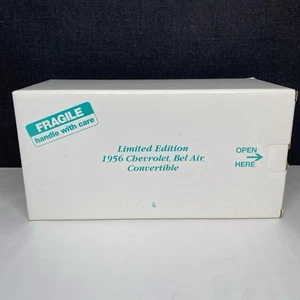 FRAGILE
handle with care
Limited Edition
1956 Chevrolet Bel Air
Convertible
OPEN
HERE